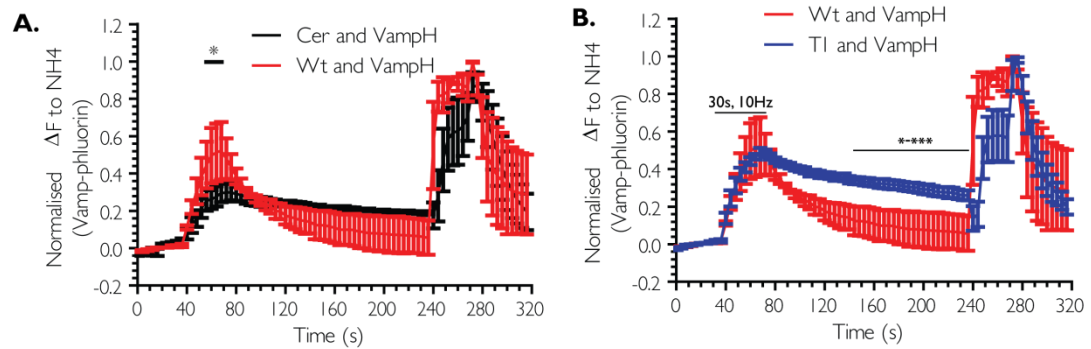 A.
*
Cer and VampH
Wt and VampH
Normalised ΔF to NH4
(Vamp-phluorin)
1.2
1.0
0.8
0.6
0.4
0.2
0.0
-0.2
0 40 80 120 160 200 240 280 320
Time (s)
B.
Wt and VampH
T1 and VampH
30s, 10Hz
*-***
Normalised ΔF to NH4
(Vamp-phluorin)
1.2
1.0
0.8
0.6
0.4
0.2
0.0
-0.2
0 40 80 120 160 200 240 280 320
Time (s)